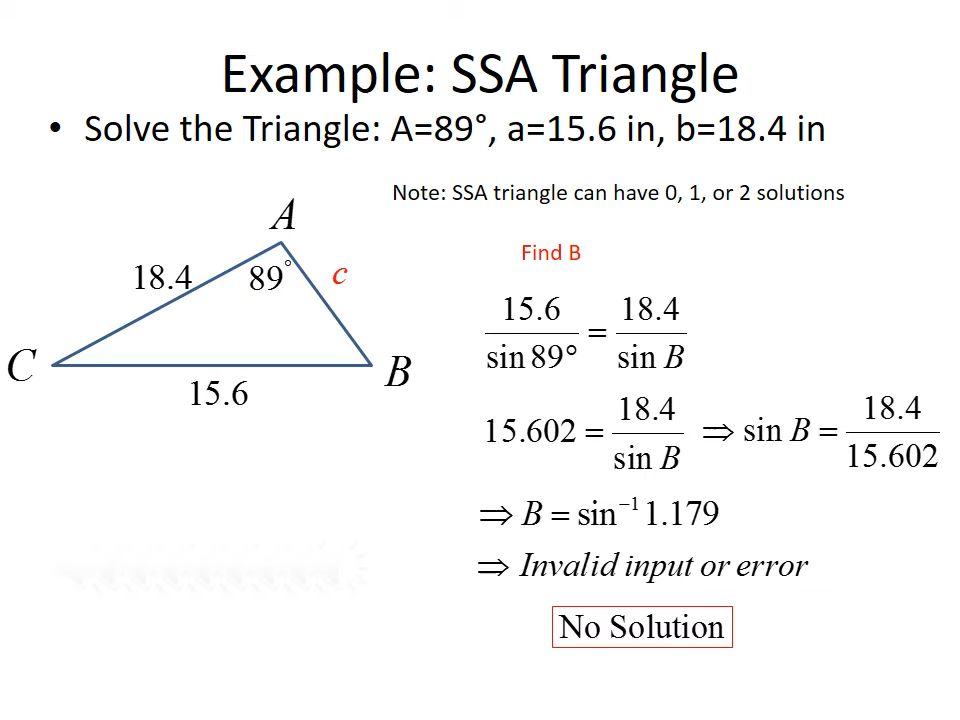 Example: SSA Triangle
• Solve the Triangle: A=89°, a=15.6 in, b=18.4 in
Note: SSA triangle can have 0, 1, or 2 solutions
A
18.4
89°
c
C
B
15.6
Find B
15.6 / sin 89° = 18.4 / sin B
15.602 = 18.4 / sin B ⇒ sin B = 18.4 / 15.602
⇒ B = sin⁻¹ 1.179
⇒ Invalid input or error
No Solution